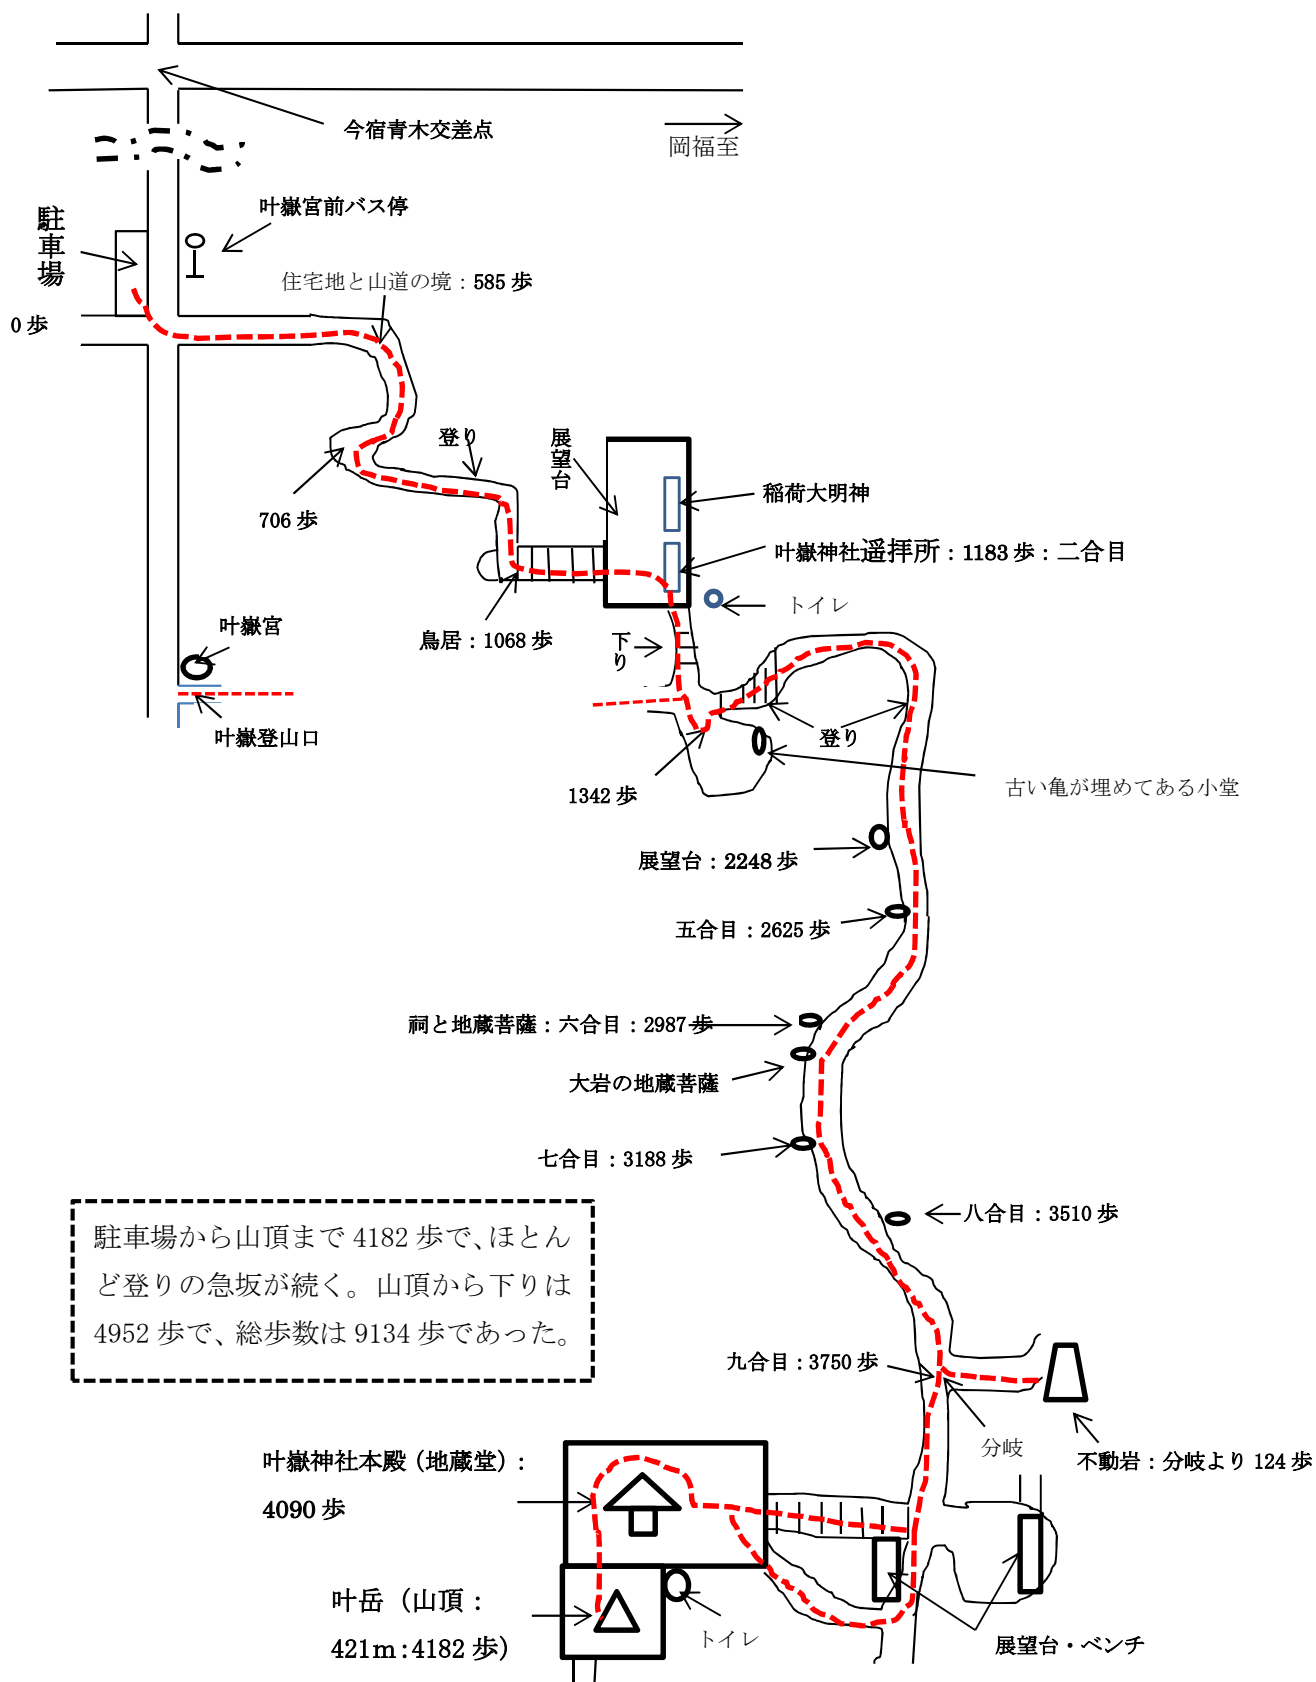 今宿青木交差点
岡福至
叶嶽宮前バス停
駐車場
住宅地と山道の境：585 歩
0 歩
登り
展望台
稲荷大明神
706 歩
叶嶽神社遥拝所：1183 歩：二合目
トイレ
叶嶽宮
鳥居：1068 歩
下り
叶嶽登山口
登り
1342 歩
古い亀が埋めてある小堂
展望台：2248 歩
五合目：2625 歩
祠と地蔵菩薩：六合目：2987 歩
大岩の地蔵菩薩
七合目：3188 歩
八合目：3510 歩
駐車場から山頂まで 4182 歩で、ほとん
ど登りの急坂が続く。山頂から下りは
4952 歩で、総歩数は 9134 歩であった。
九合目：3750 歩
分岐
不動岩：分岐より 124 歩
叶嶽神社本殿（地蔵堂）：
4090 歩
叶岳（山頂：
421m：4182 歩）
トイレ
展望台・ベンチ